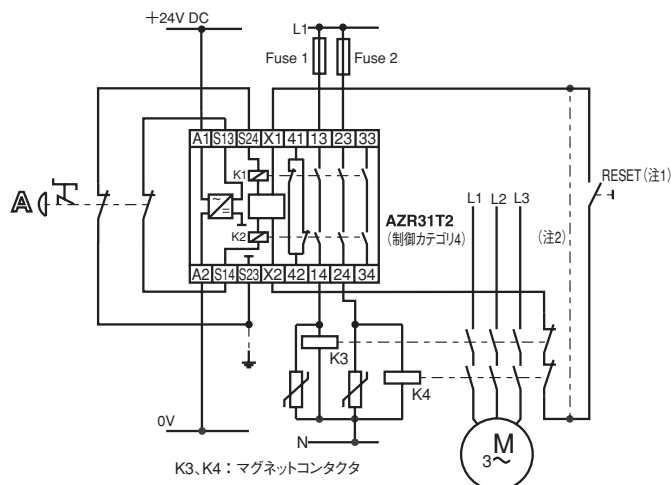 +24V DC
L1
Fuse 1
Fuse 2
A1 S13 S24 X1 41 13 23 33
K1
RESET(注1)
A
L1 L2 L3
AZR31T2
(制御カテゴリ4)
(注2)
~
=
K2
A2 S14 S23 X2 42 14 24 34
K3
K4
0V
N
M
3~
K3、K4：マグネットコンタクタ